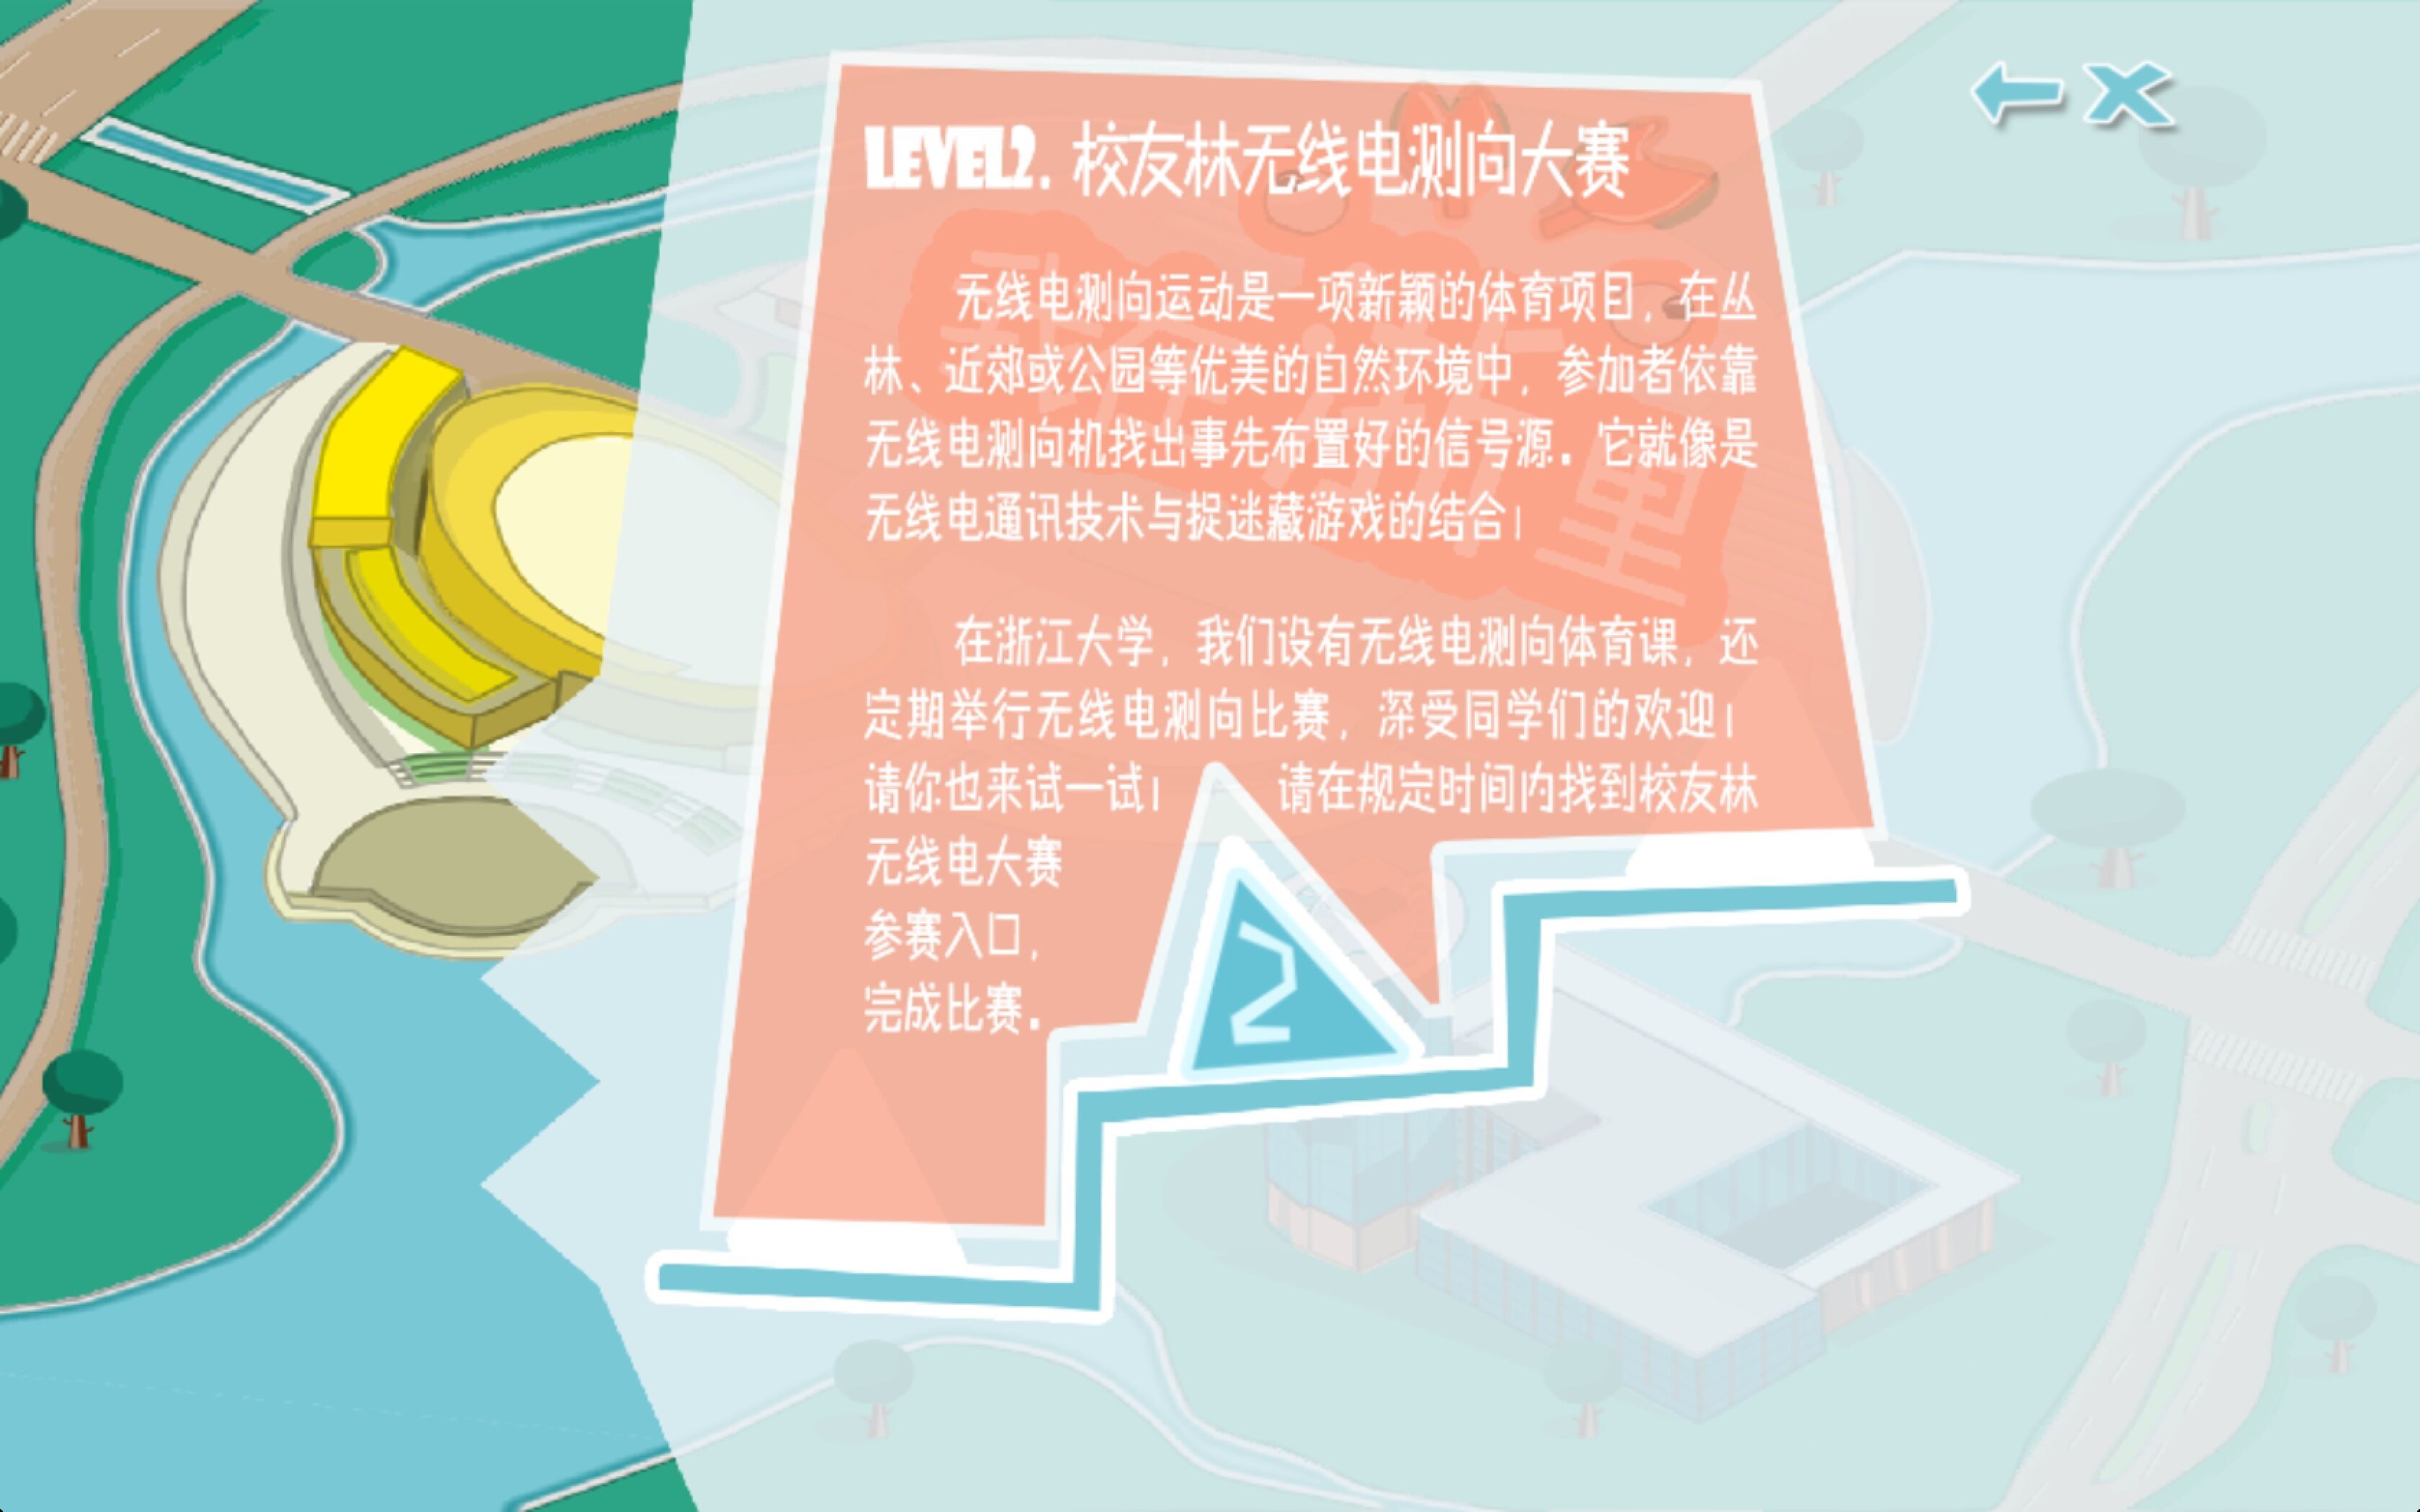 LEVEL2. 校友林无线电测向大赛
无线电测向运动是一项新颖的体育项目，在丛
林、近郊或公园等优美的自然环境中，参加者依靠
无线电测向机找出事先布置好的信号源。它就像是
无线电通讯技术与捉迷藏游戏的结合！
在浙江大学，我们设有无线电测向体育课，还
定期举行无线电测向比赛，深受同学们的欢迎！
请你也来试一试！ 请在规定时间内找到校友林
无线电大赛
参赛入口，
完成比赛。
2
酷在浙里